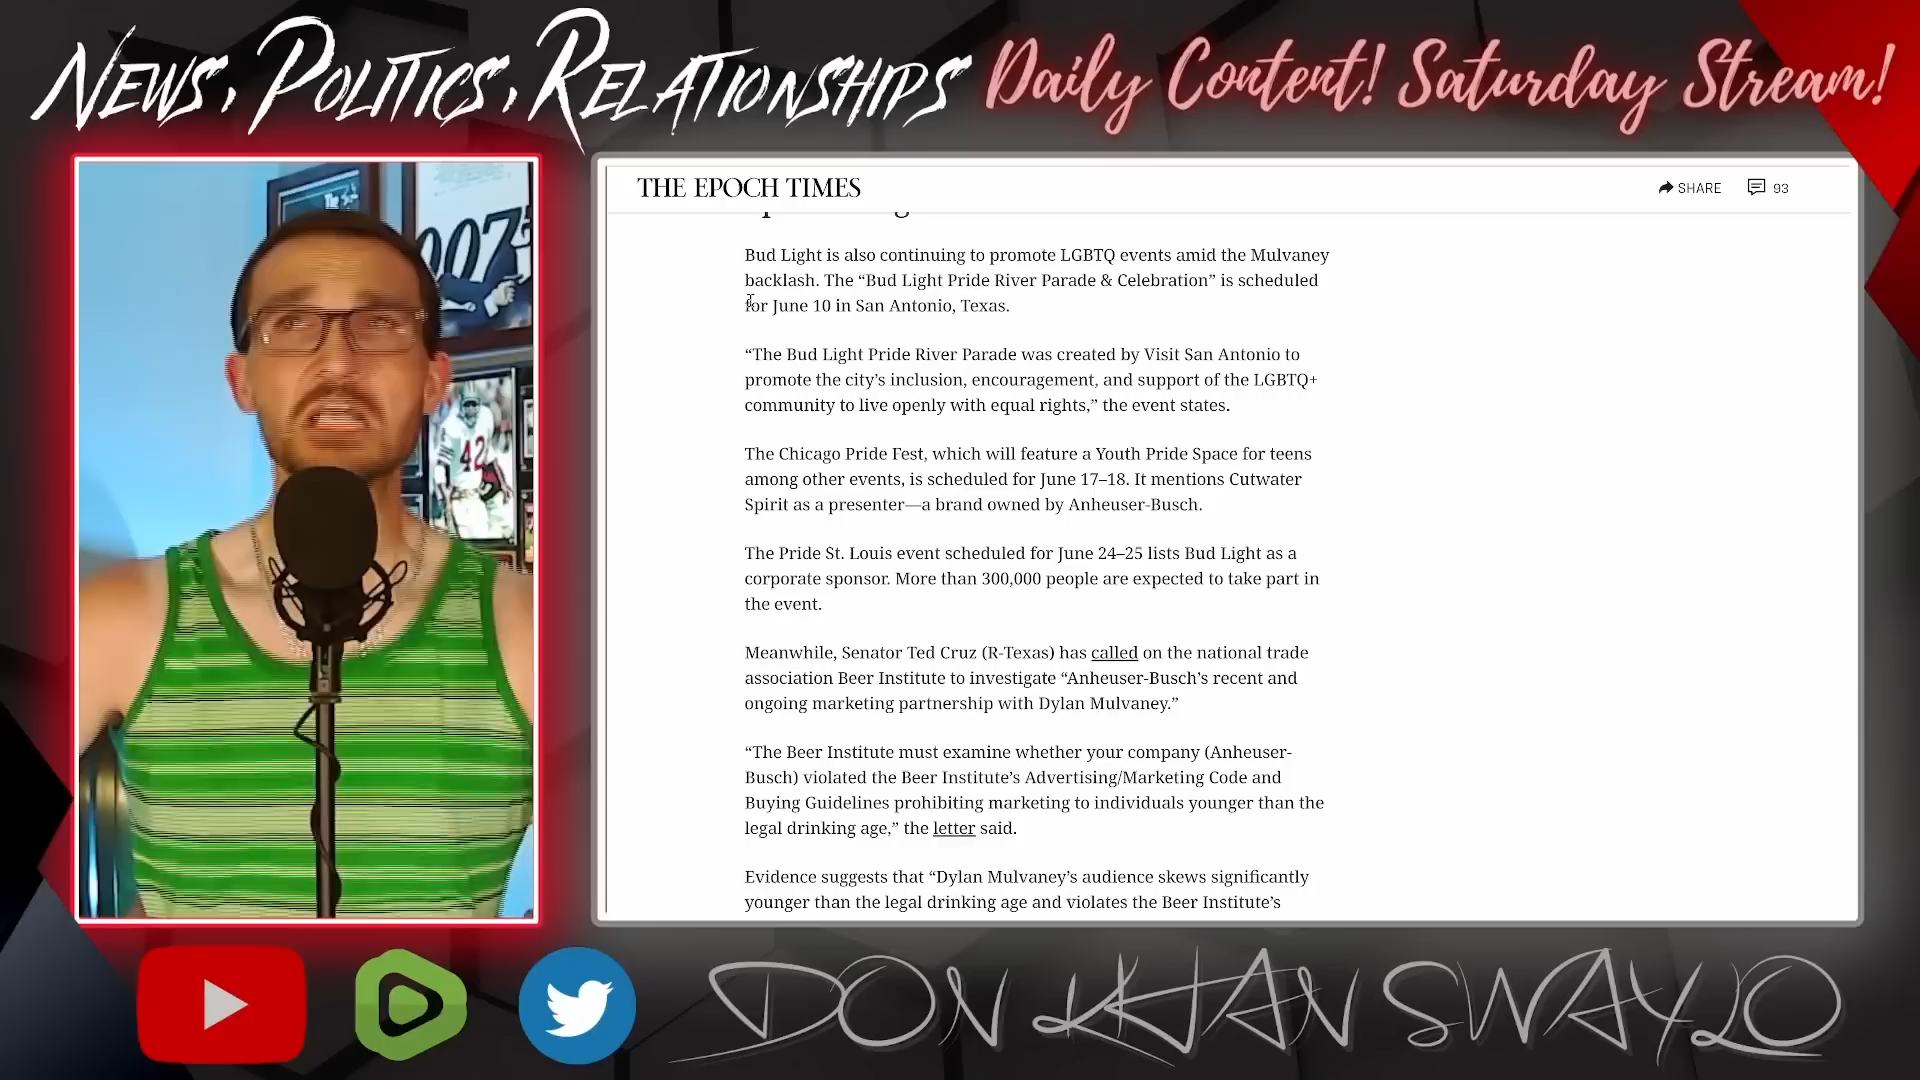 NEWS, POLITICS, RELATIONSHIPS
Daily Content! Saturday Stream!
007
42
THE EPOCH TIMES
SHARE
93
Bud Light is also continuing to promote LGBTQ events amid the Mulvaney
backlash. The “Bud Light Pride River Parade & Celebration” is scheduled
for June 10 in San Antonio, Texas.
“The Bud Light Pride River Parade was created by Visit San Antonio to
promote the city’s inclusion, encouragement, and support of the LGBTQ+
community to live openly with equal rights,” the event states.
The Chicago Pride Fest, which will feature a Youth Pride Space for teens
among other events, is scheduled for June 17–18. It mentions Cutwater
Spirit as a presenter—a brand owned by Anheuser-Busch.
The Pride St. Louis event scheduled for June 24–25 lists Bud Light as a
corporate sponsor. More than 300,000 people are expected to take part in
the event.
Meanwhile, Senator Ted Cruz (R-Texas) has called on the national trade
association Beer Institute to investigate “Anheuser-Busch’s recent and
ongoing marketing partnership with Dylan Mulvaney.”
“The Beer Institute must examine whether your company (Anheuser-
Busch) violated the Beer Institute’s Advertising/Marketing Code and
Buying Guidelines prohibiting marketing to individuals younger than the
legal drinking age,” the letter said.
Evidence suggests that “Dylan Mulvaney’s audience skews significantly
younger than the legal drinking age and violates the Beer Institute’s
DON KHAN SWAYLO